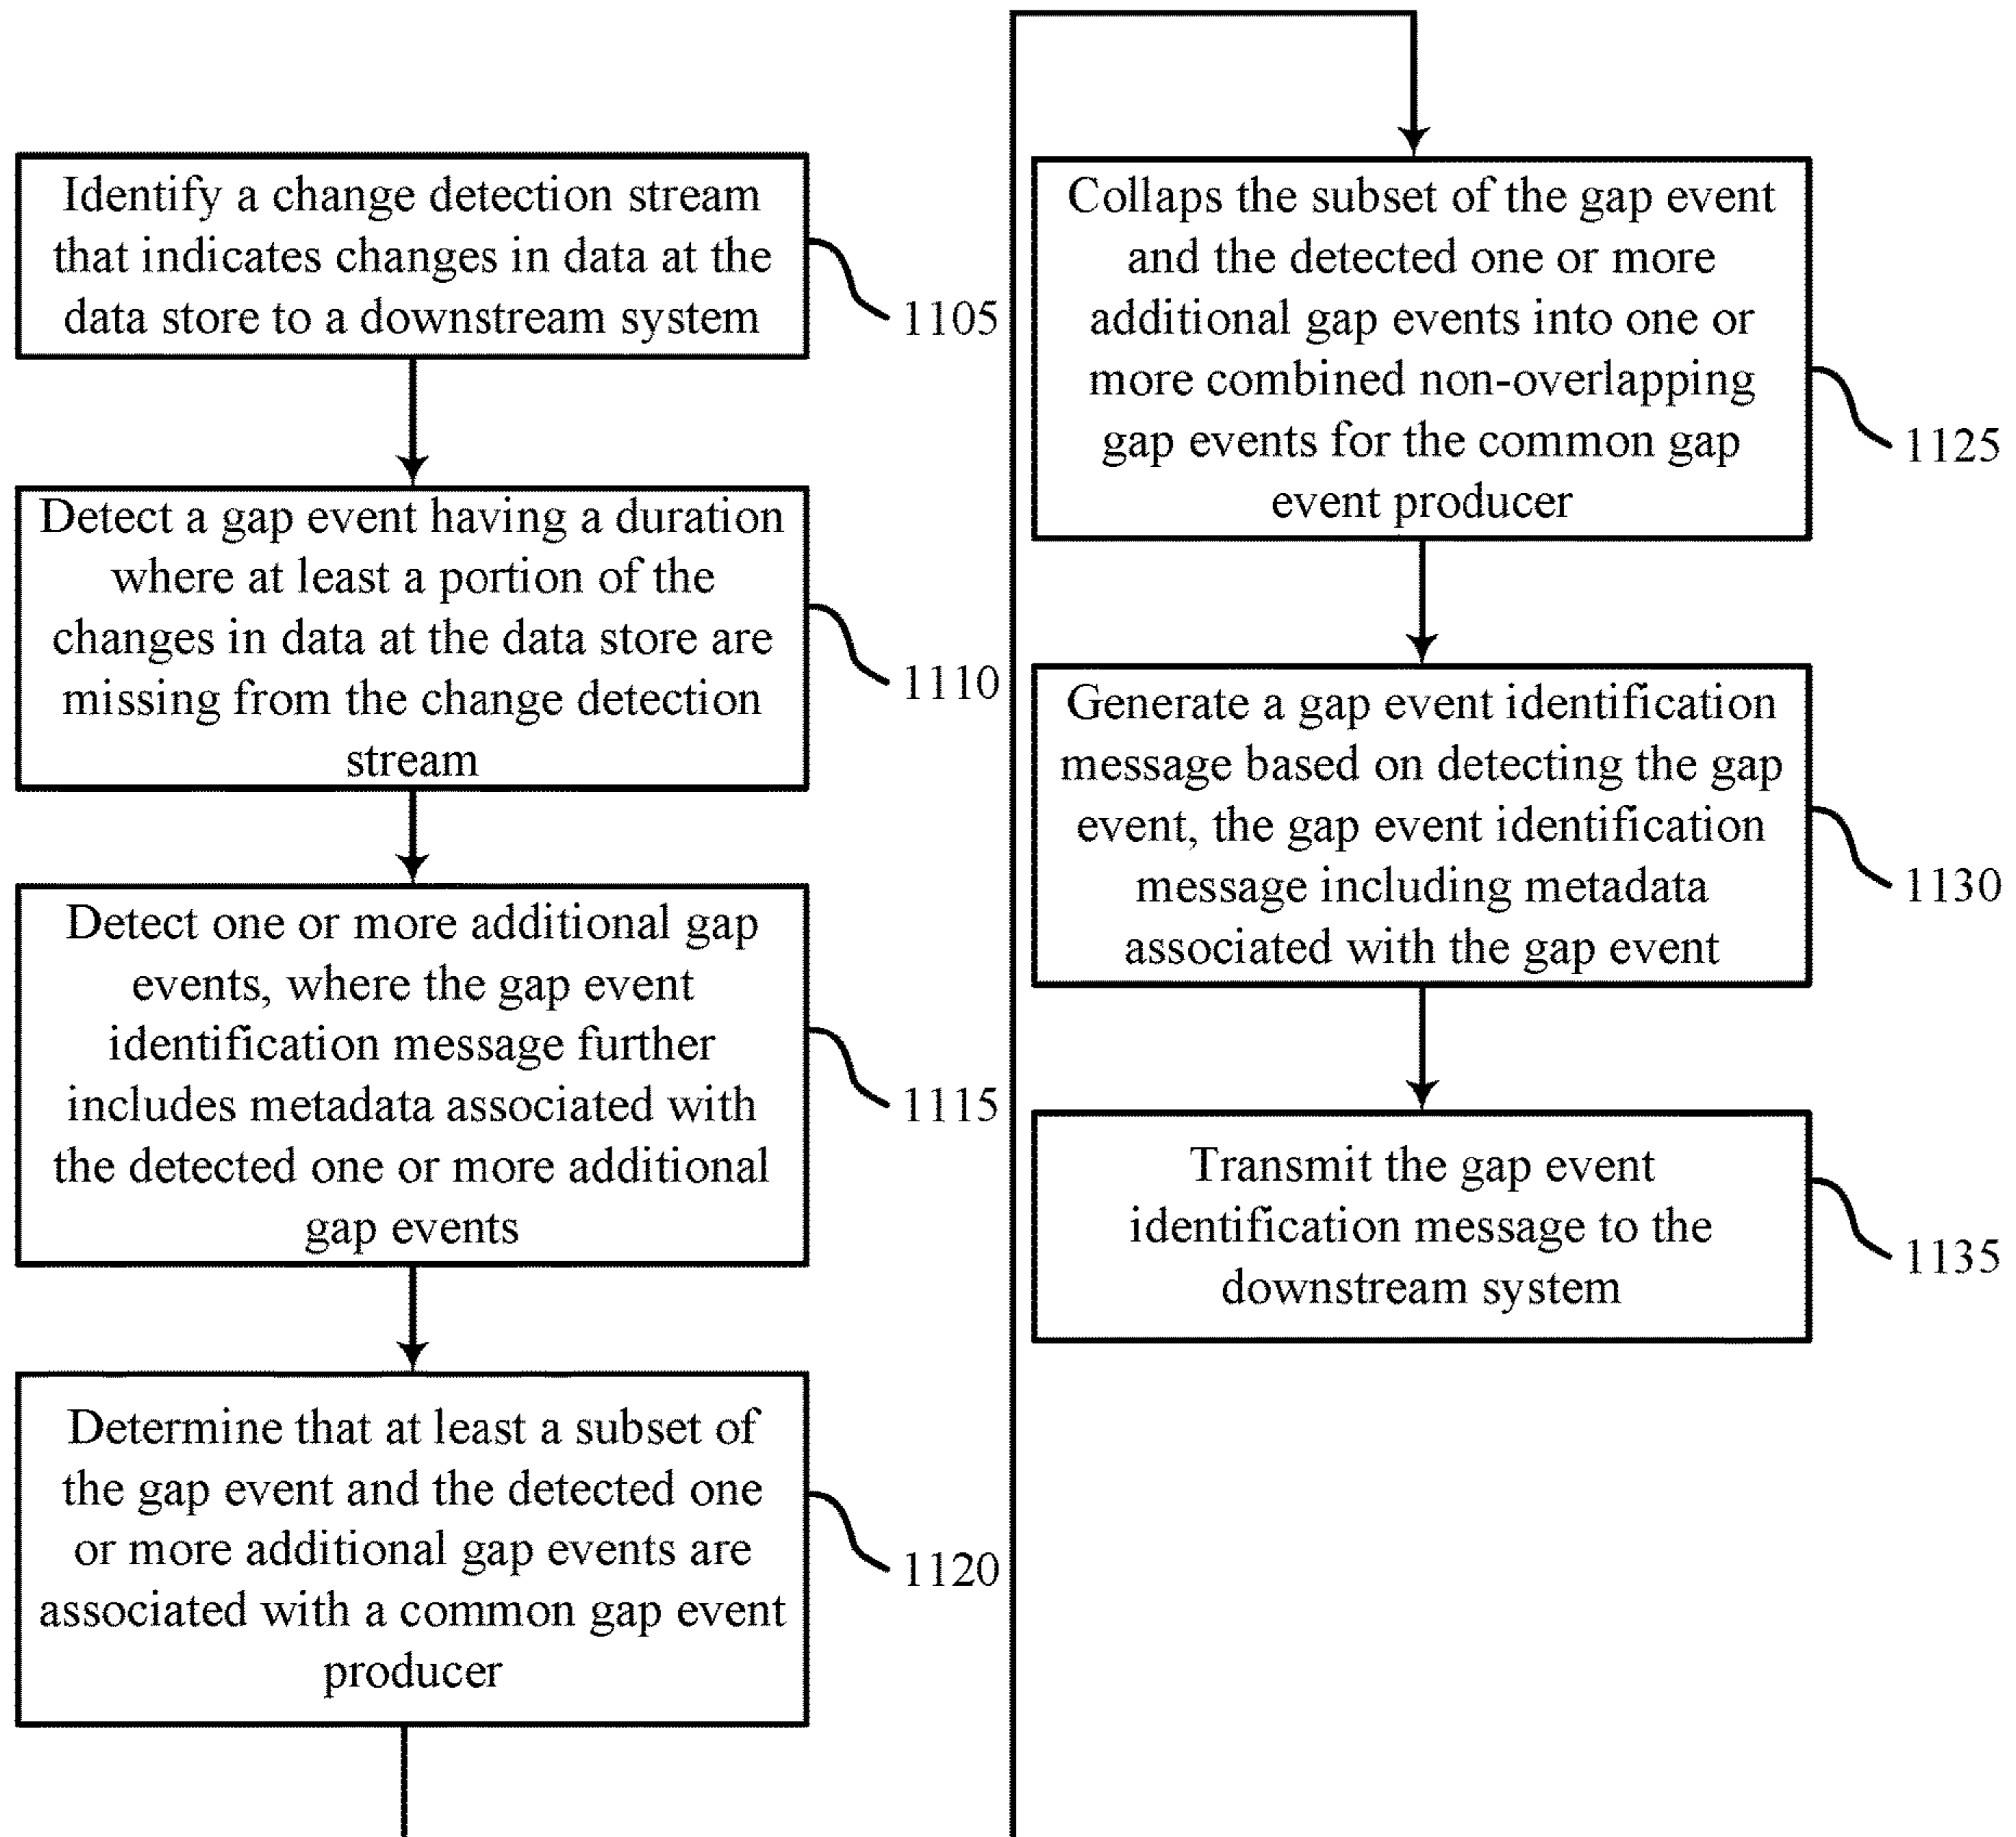 Identify a change detection stream
that indicates changes in data at the
data store to a downstream system
1105
Detect a gap event having a duration
where at least a portion of the
changes in data at the data store are
missing from the change detection
stream
1110
Detect one or more additional gap
events, where the gap event
identification message further
includes metadata associated with
the detected one or more additional
gap events
1115
Determine that at least a subset of
the gap event and the detected one
or more additional gap events are
associated with a common gap event
producer
1120
Collaps the subset of the gap event
and the detected one or more
additional gap events into one or
more combined non-overlapping
gap events for the common gap
event producer
1125
Generate a gap event identification
message based on detecting the gap
event, the gap event identification
message including metadata
associated with the gap event
1130
Transmit the gap event
identification message to the
downstream system
1135